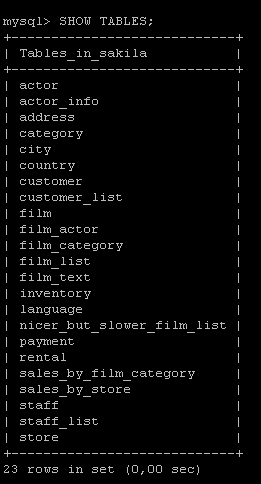 mysql> SHOW TABLES;
+----------------------------+
| Tables_in_sakila           |
+----------------------------+
| actor                      |
| actor_info                 |
| address                    |
| category                   |
| city                       |
| country                    |
| customer                   |
| customer_list              |
| film                       |
| film_actor                 |
| film_category              |
| film_list                  |
| film_text                  |
| inventory                  |
| language                   |
| nicer_but_slower_film_list |
| payment                    |
| rental                     |
| sales_by_film_category     |
| sales_by_store             |
| staff                      |
| staff_list                 |
| store                      |
+----------------------------+
23 rows in set (0,00 sec)